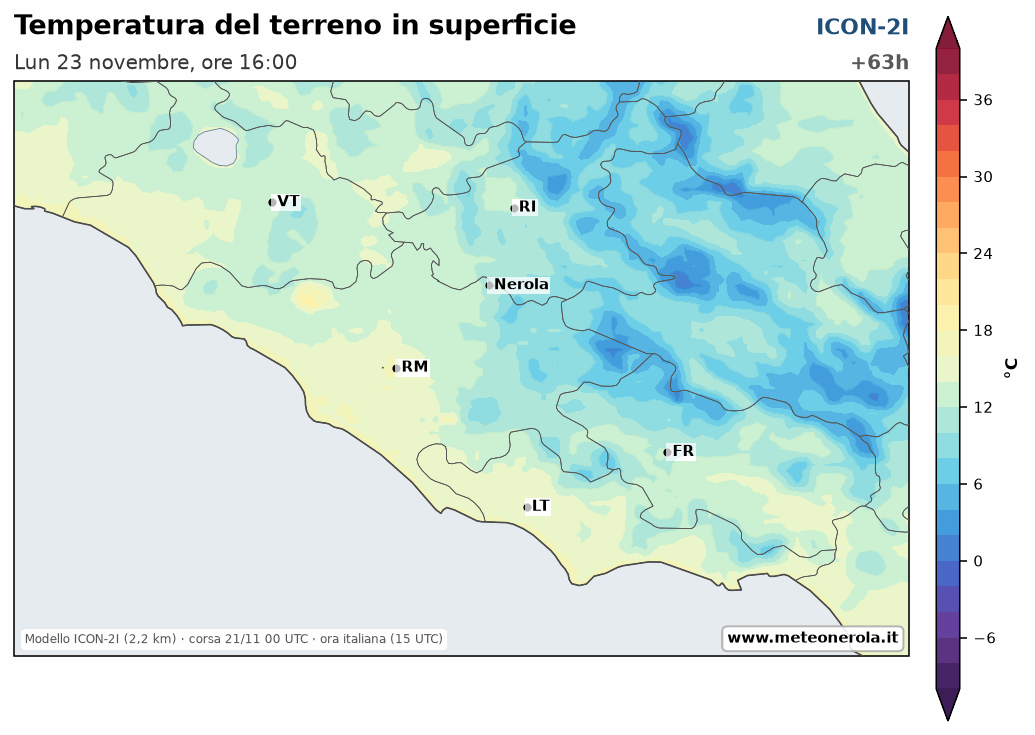 Temperatura del terreno in superficie
ICON-2I
Lun 23 novembre, ore 16:00
+63h
36
30
24
18
12
6
0
−6
°C
VT
RI
Nerola
RM
FR
LT
Modello ICON-2I (2,2 km) · corsa 21/11 00 UTC · ora italiana (15 UTC)
www.meteonerola.it